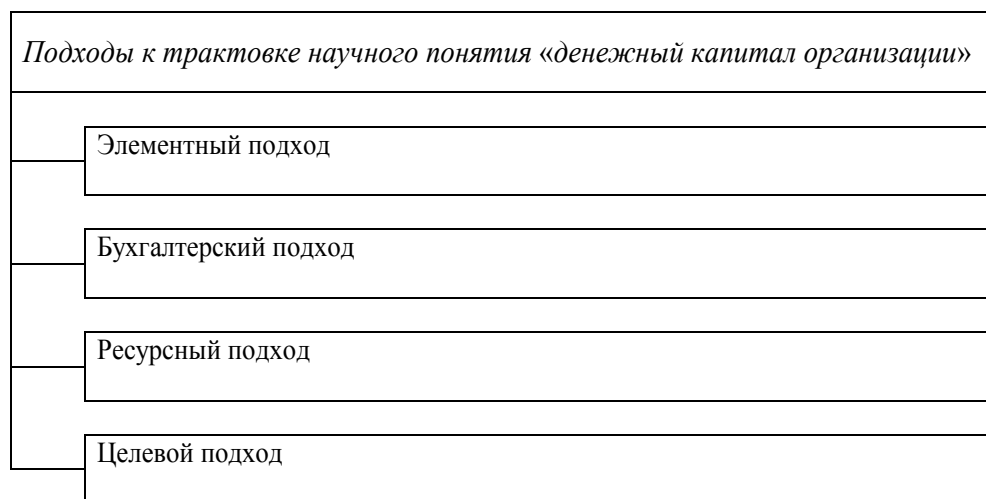 Подходы к трактовке научного понятия «денежный капитал организации»
Элементный подход
Бухгалтерский подход
Ресурсный подход
Целевой подход